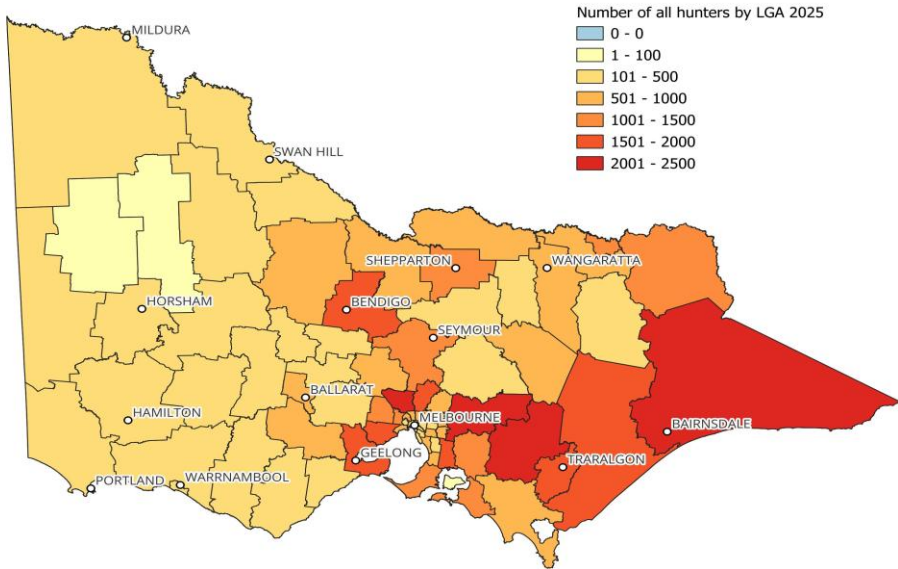 Number of all hunters by LGA 2025
0 - 0
1 - 100
101 - 500
501 - 1000
1001 - 1500
1501 - 2000
2001 - 2500
MILDURA
SWAN HILL
SHEPPARTON
WANGARATTA
HORSHAM
BENDIGO
SEYMOUR
BALLARAT
HAMILTON
MELBOURNE
BAIRNSDALE
GEELONG
TRARALGON
PORTLAND
WARRNAMBOOL